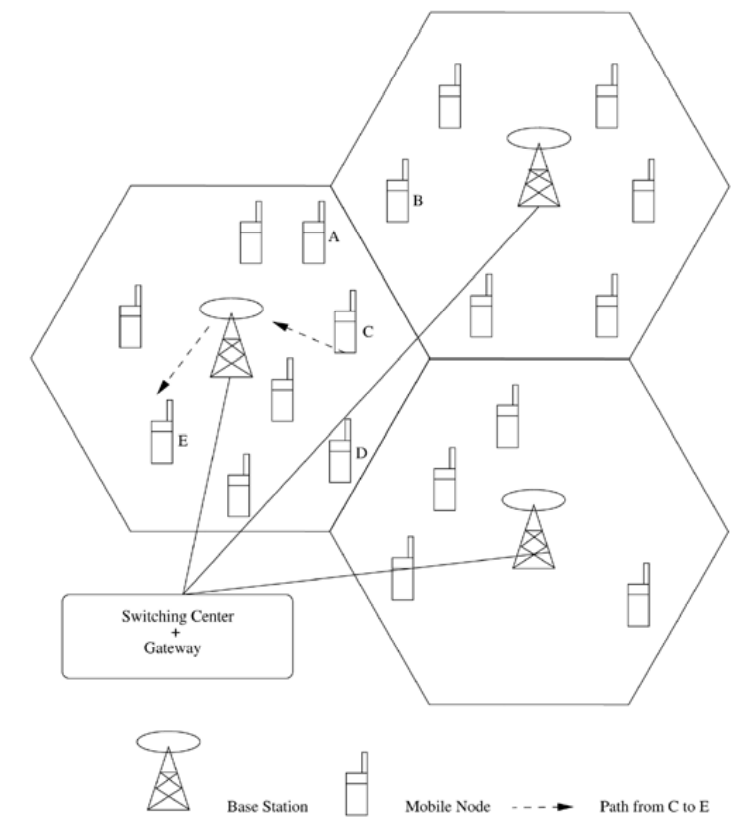 B
A
C
E
D
Switching Center
+
Gateway
Base Station
Mobile Node
Path from C to E